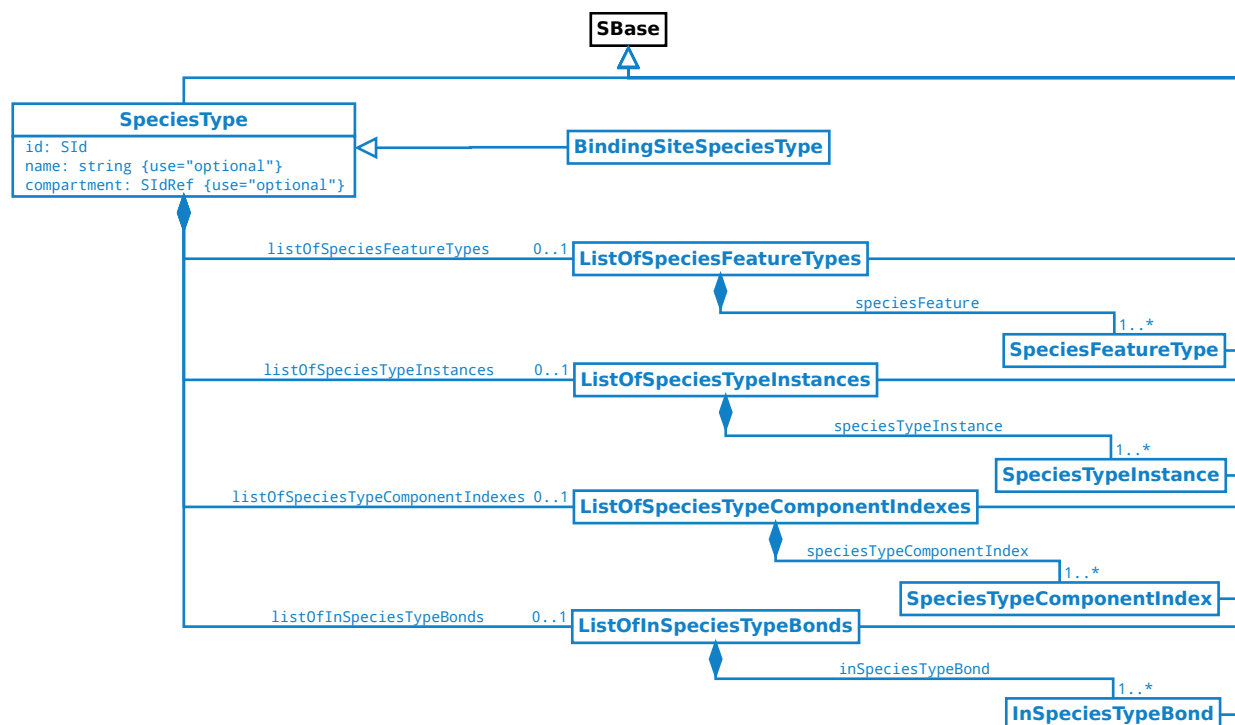 SBase
SpeciesType
id: SId
name: string {use="optional"}
compartment: SIdRef {use="optional"}
BindingSiteSpeciesType
listOfSpeciesFeatureTypes 0..1
ListOfSpeciesFeatureTypes
speciesFeature
1..*
SpeciesFeatureType
listOfSpeciesTypeInstances 0..1
ListOfSpeciesTypeInstances
speciesTypeInstance
1..*
SpeciesTypeInstance
listOfSpeciesTypeComponentIndexes 0..1
ListOfSpeciesTypeComponentIndexes
speciesTypeComponentIndex
1..*
SpeciesTypeComponentIndex
listOfInSpeciesTypeBonds 0..1
ListOfInSpeciesTypeBonds
inSpeciesTypeBond
1..*
InSpeciesTypeBond